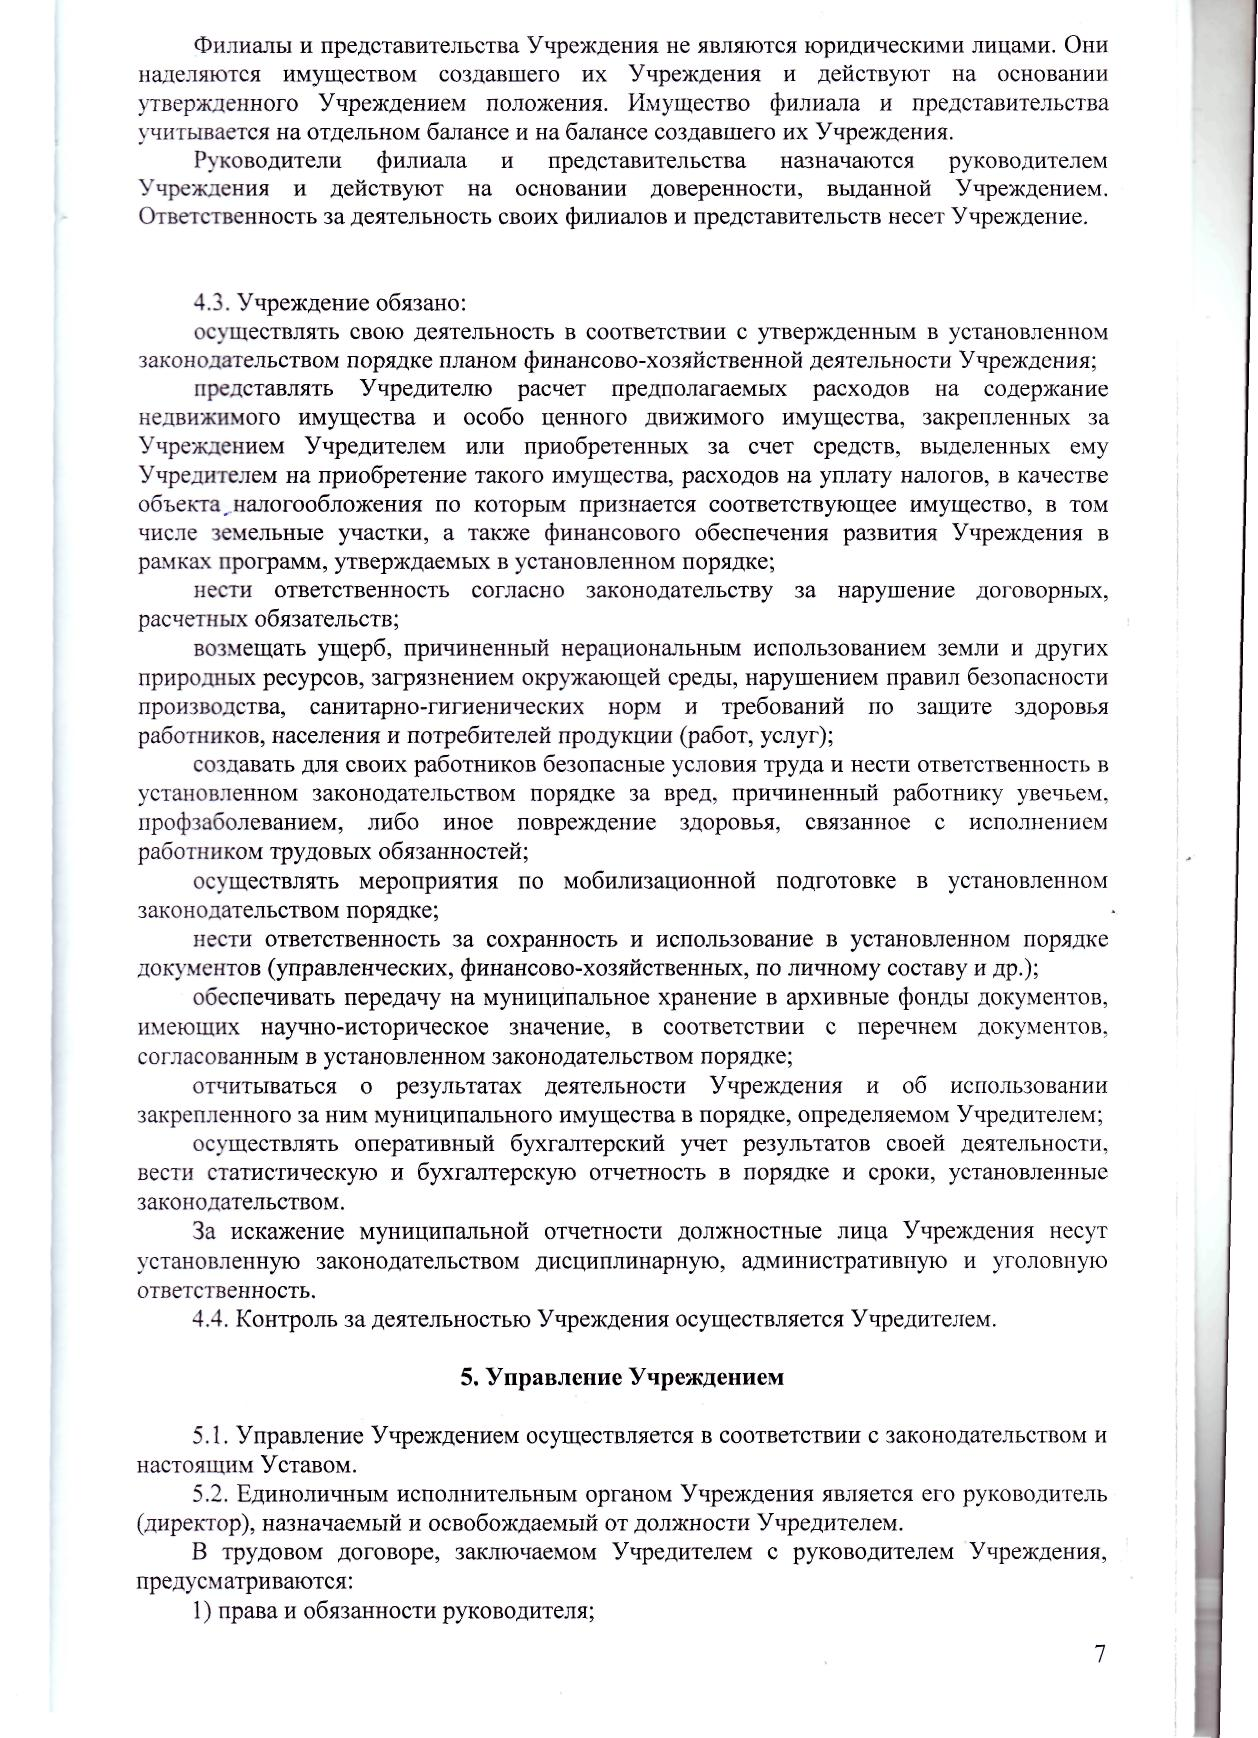 Филиалы и представительства Учреждения не являются юридическими лицами. Они
наделяются имуществом создавшего их Учреждения и действуют на основании
утвержденного Учреждением положения. Имущество филиала и представительства
учитывается на отдельном балансе и на балансе создавшего их Учреждения.
Руководители филиала и представительства назначаются руководителем
Учреждения и действуют на основании доверенности, выданной Учреждением.
Ответственность за деятельность своих филиалов и представительств несет Учреждение.
4.3. Учреждение обязано:
осуществлять свою деятельность в соответствии с утвержденным в установленном
законодательством порядке планом финансово-хозяйственной деятельности Учреждения;
представлять Учредителю расчет предполагаемых расходов на содержание
недвижимого имущества и особо ценного движимого имущества, закрепленных за
Учреждением Учредителем или приобретенных за счет средств, выделенных ему
Учредителем на приобретение такого имущества, расходов на уплату налогов, в качестве
объекта налогообложения по которым признается соответствующее имущество, в том
числе земельные участки, а также финансового обеспечения развития Учреждения в
рамках программ, утверждаемых в установленном порядке;
нести ответственность согласно законодательству за нарушение договорных,
расчетных обязательств;
возмещать ущерб, причиненный нерациональным использованием земли и других
природных ресурсов, загрязнением окружающей среды, нарушением правил безопасности
производства, санитарно-гигиенических норм и требований по защите здоровья
работников, населения и потребителей продукции (работ, услуг);
создавать для своих работников безопасные условия труда и нести ответственность в
установленном законодательством порядке за вред, причиненный работнику увечьем,
профзаболеванием, либо иное повреждение здоровья, связанное с исполнением
работником трудовых обязанностей;
осуществлять мероприятия по мобилизационной подготовке в установленном
законодательством порядке;
нести ответственность за сохранность и использование в установленном порядке
документов (управленческих, финансово-хозяйственных, по личному составу и др.);
обеспечивать передачу на муниципальное хранение в архивные фонды документов,
имеющих научно-историческое значение, в соответствии с перечнем документов,
согласованным в установленном законодательством порядке;
отчитываться о результатах деятельности Учреждения и об использовании
закрепленного за ним муниципального имущества в порядке, определяемом Учредителем;
осуществлять оперативный бухгалтерский учет результатов своей деятельности,
вести статистическую и бухгалтерскую отчетность в порядке и сроки, установленные
законодательством.
За искажение муниципальной отчетности должностные лица Учреждения несут
установленную законодательством дисциплинарную, административную и уголовную
ответственность.
4.4. Контроль за деятельностью Учреждения осуществляется Учредителем.
5. Управление Учреждением
5.1. Управление Учреждением осуществляется в соответствии с законодательством и
настоящим Уставом.
5.2. Единоличным исполнительным органом Учреждения является его руководитель
(директор), назначаемый и освобождаемый от должности Учредителем.
В трудовом договоре, заключаемом Учредителем с руководителем Учреждения,
предусматриваются:
1) права и обязанности руководителя;
7